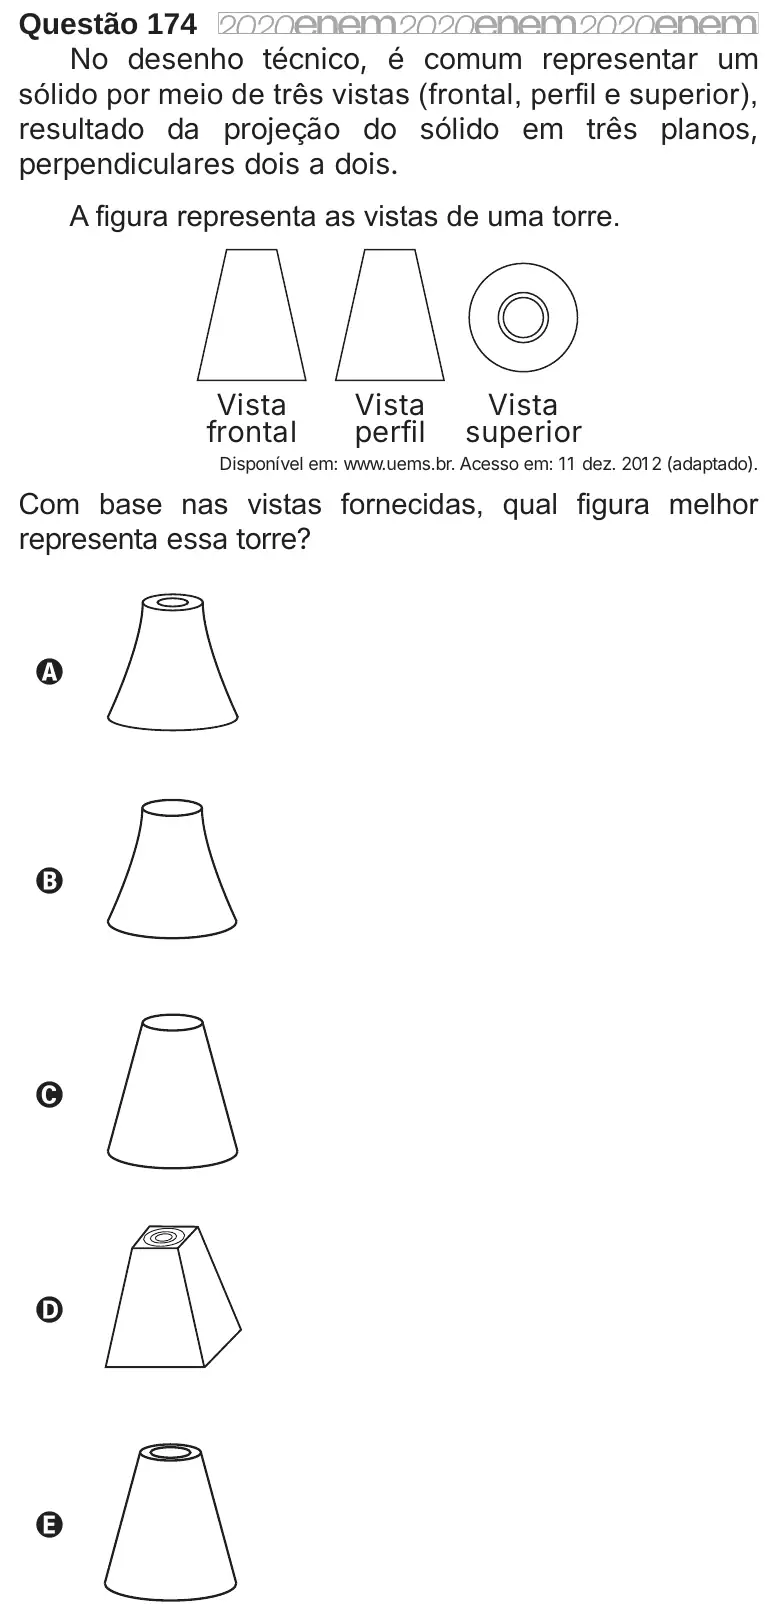 Questão 174 2020enem2020enem2020enem
No desenho técnico, é comum representar um
sólido por meio de três vistas (frontal, perfil e superior),
resultado da projeção do sólido em três planos,
perpendiculares dois a dois.
A figura representa as vistas de uma torre.
Vista frontal
Vista perfil
Vista superior
Disponível em: www.uems.br. Acesso em: 11 dez. 2012 (adaptado).
Com base nas vistas fornecidas, qual figura melhor
representa essa torre?
A
B
C
D
E